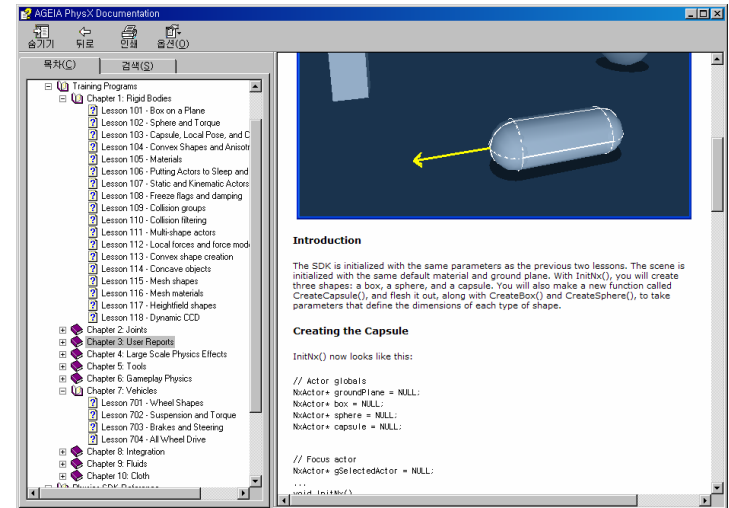 AGEIA PhysX Documentation
숨기기 뒤로 인쇄 옵션(O)
목차(C) 검색(S)
Training Programs
Chapter 1: Rigid Bodies
Lesson 101 - Box on a Plane
Lesson 102 - Sphere and Torque
Lesson 103 - Capsule, Local Pose, and C
Lesson 104 - Convex Shapes and Anisotr
Lesson 105 - Materials
Lesson 106 - Putting Actors to Sleep and
Lesson 107 - Static and Kinematic Actors
Lesson 108 - Freeze flags and damping
Lesson 109 - Collision groups
Lesson 110 - Collision filtering
Lesson 111 - Multi-shape actors
Lesson 112 - Local forces and force mode
Lesson 113 - Convex shape creation
Lesson 114 - Concave objects
Lesson 115 - Mesh shapes
Lesson 116 - Mesh materials
Lesson 117 - Heightfield shapes
Lesson 118 - Dynamic CCD
Chapter 2: Joints
Chapter 3: User Reports
Chapter 4: Large Scale Physics Effects
Chapter 5: Tools
Chapter 6: Gameplay Physics
Chapter 7: Vehicles
Lesson 701 - Wheel Shapes
Lesson 702 - Suspension and Torque
Lesson 703 - Brakes and Steering
Lesson 704 - All Wheel Drive
Chapter 8: Integration
Chapter 9: Fluids
Chapter 10: Cloth
Physics SDK Reference
Introduction
The SDK is initialized with the same parameters as the previous two lessons. The scene is
initialized with the same default material and ground plane. With InitNx(), you will create
three shapes: a box, a sphere, and a capsule. You will also make a new function called
CreateCapsule(), and flesh it out, along with CreateBox() and CreateSphere(), to take
parameters that define the dimensions of each type of shape.
Creating the Capsule
InitNx() now looks like this:
// Actor globals
NxActor* groundPlane = NULL;
NxActor* box = NULL;
NxActor* sphere = NULL;
NxActor* capsule = NULL;
// Focus actor
NxActor* gSelectedActor = NULL;
...
void InitNx()